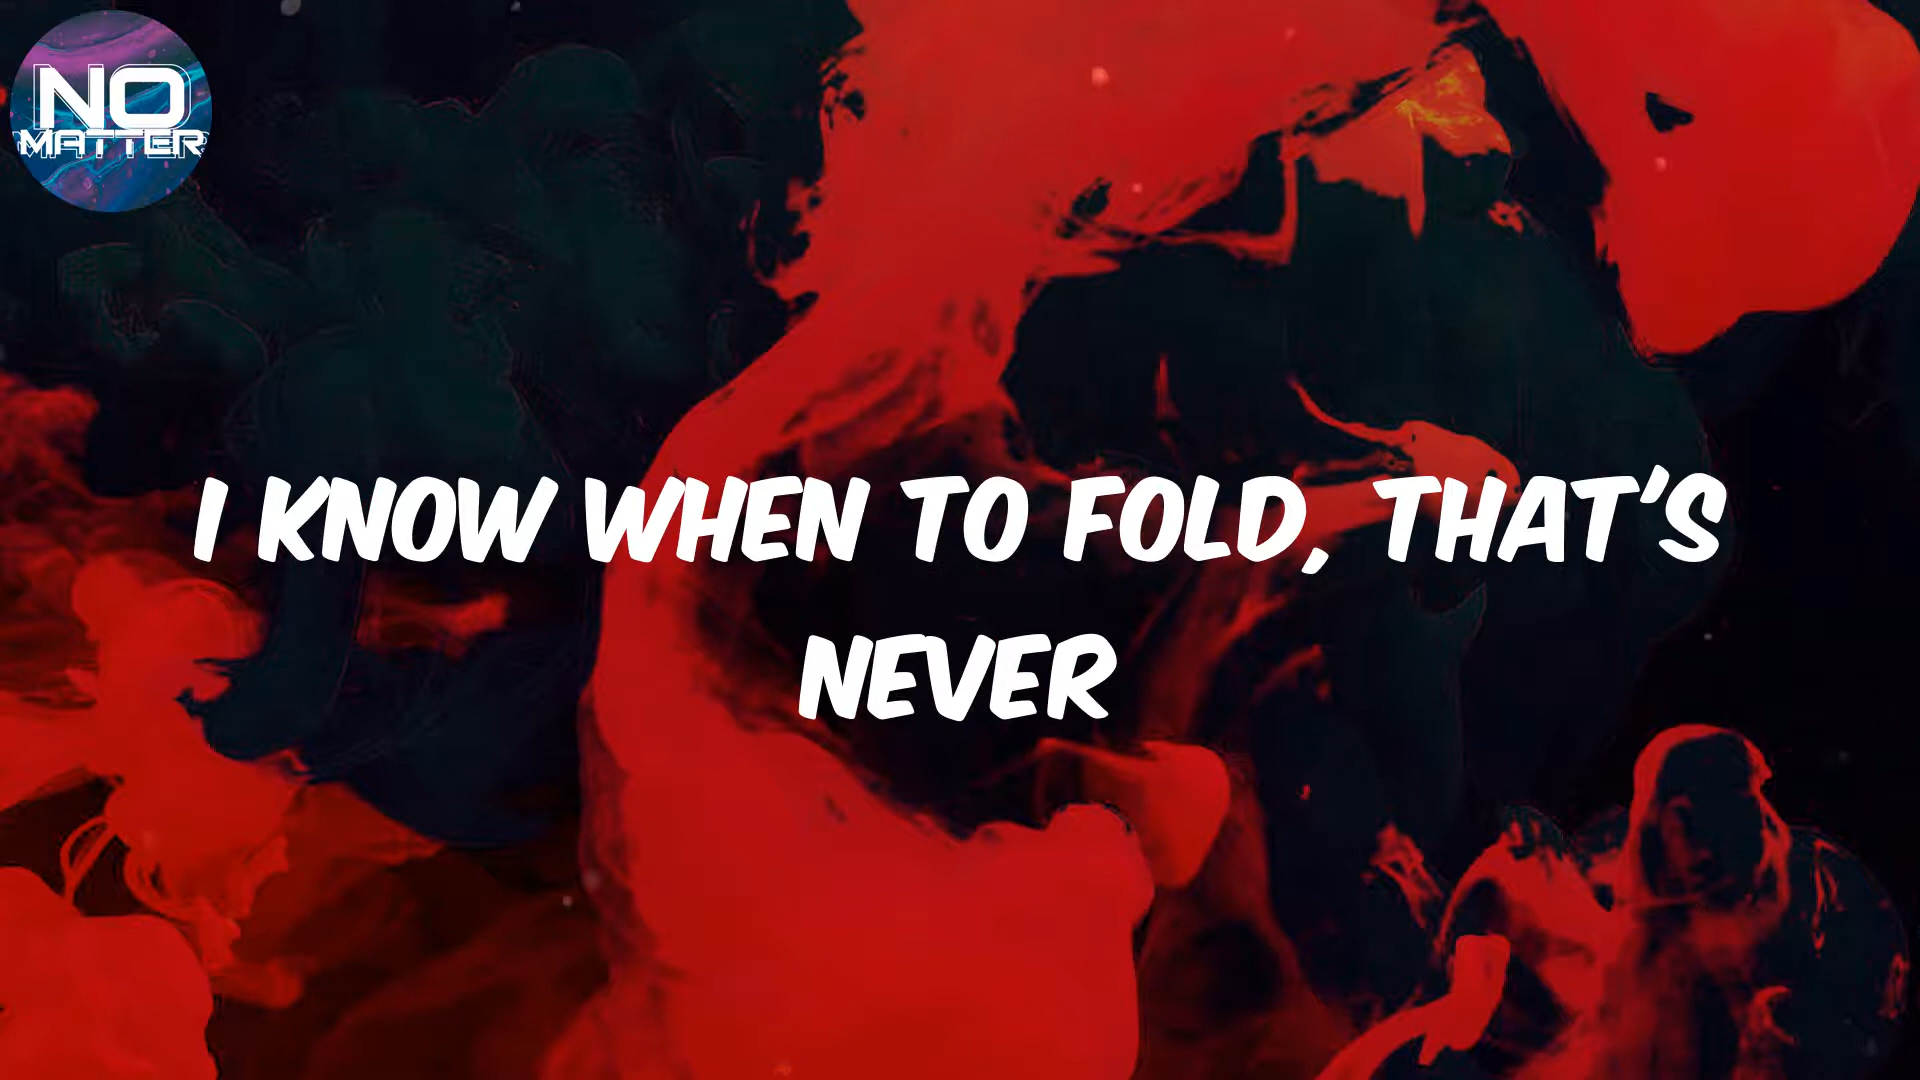 NO
MATTER
I KNOW WHEN TO FOLD, THAT'S
NEVER